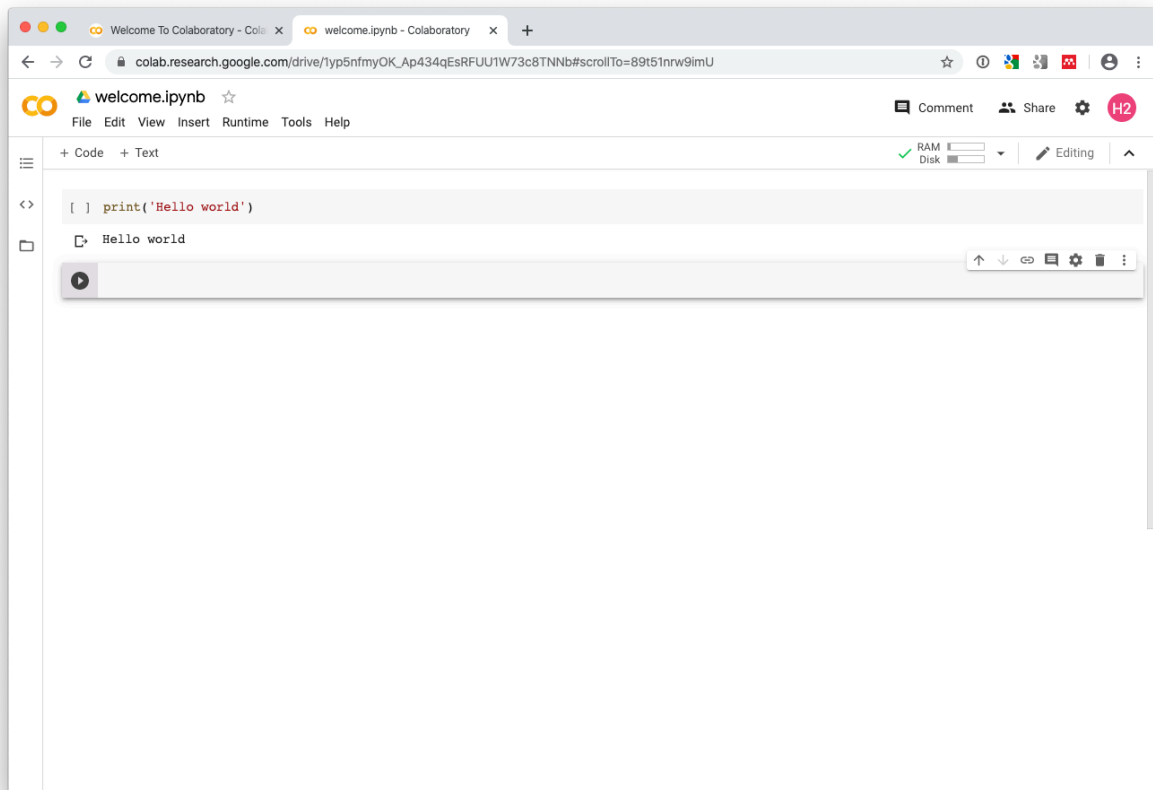 Welcome To Colaboratory - Cola
welcome.ipynb - Colaboratory
colab.research.google.com/drive/1yp5nfmyOK_Ap434qEsRFUU1W73c8TNNb#scrollTo=89t51nrw9imU
welcome.ipynb
Comment Share H2
File Edit View Insert Runtime Tools Help
+ Code + Text
RAM
Disk
Editing
[ ] print('Hello world')
Hello world